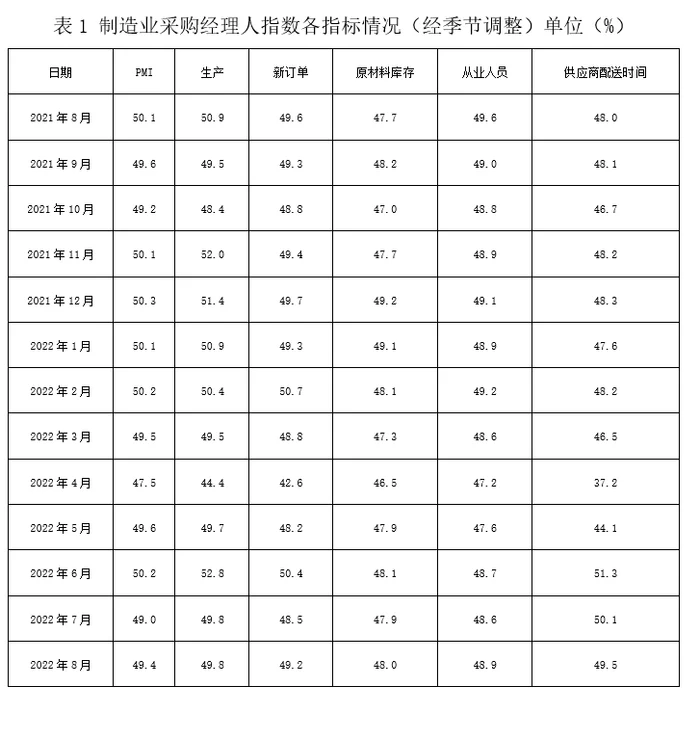 表1 制造业采购经理人指数各指标情况（经季节调整）单位（%）
日期 PMI 生产 新订单 原材料库存 从业人员 供应商配送时间
2021年8月 50.1 50.9 49.6 47.7 49.6 48.0
2021年9月 49.6 49.5 49.3 48.2 49.0 48.1
2021年10月 49.2 48.4 48.8 47.0 48.8 46.7
2021年11月 50.1 52.0 49.4 47.7 48.9 48.2
2021年12月 50.3 51.4 49.7 49.2 49.1 48.3
2022年1月 50.1 50.9 49.3 49.1 48.9 47.6
2022年2月 50.2 50.4 50.7 48.1 49.2 48.2
2022年3月 49.5 49.5 48.8 47.3 48.6 46.5
2022年4月 47.5 44.4 42.6 46.5 47.2 37.2
2022年5月 49.6 49.7 48.2 47.9 47.6 44.1
2022年6月 50.2 52.8 50.4 48.1 48.7 51.3
2022年7月 49.0 49.8 48.5 47.9 48.6 50.1
2022年8月 49.4 49.8 49.2 48.0 48.9 49.5